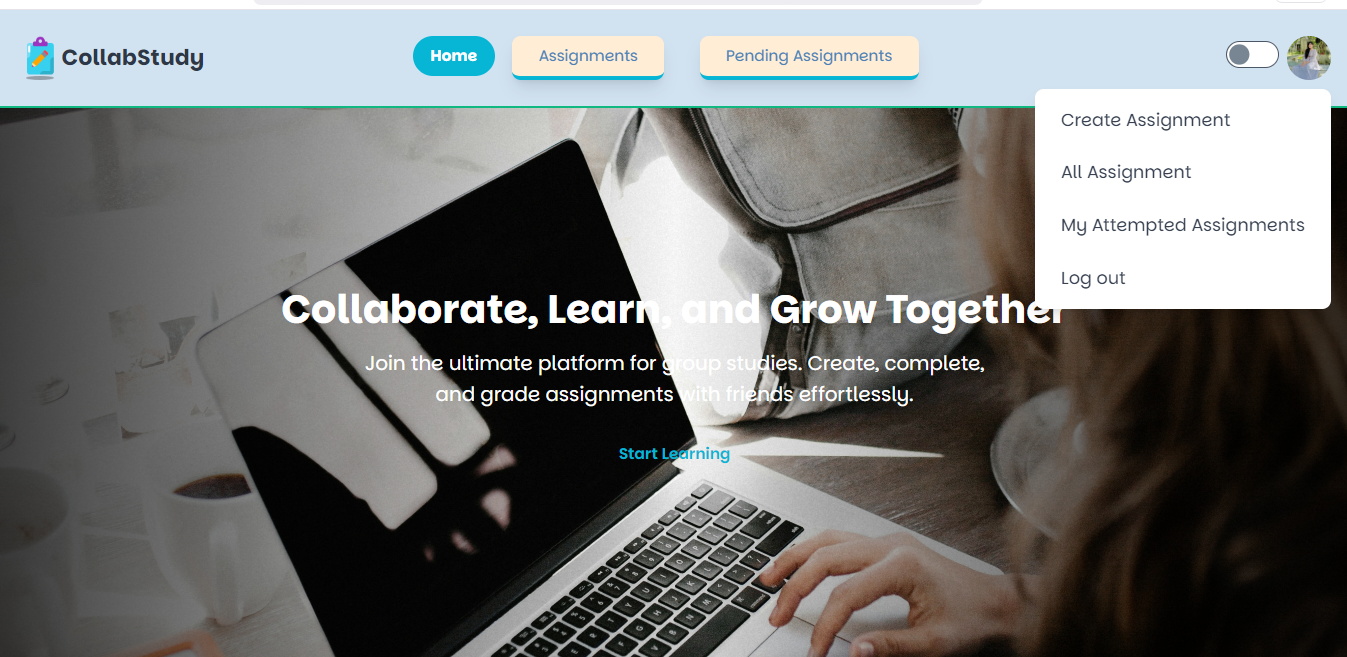 CollabStudy
Home
Assignments
Pending Assignments
Create Assignment
All Assignment
My Attempted Assignments
Log out
Collaborate, Learn, and Grow Together
Join the ultimate platform for group studies. Create, complete,
and grade assignments with friends effortlessly.
Start Learning